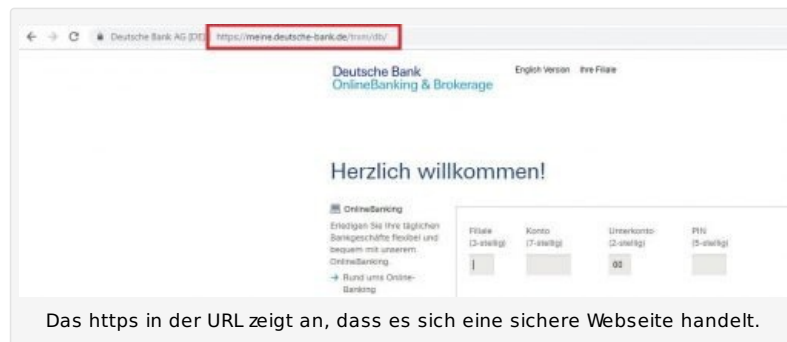 Deutsche Bank AG [DE] https://meine.deutsche-bank.de/trxm/db/
Deutsche Bank
OnlineBanking & Brokerage
English Version Ihre Filiale
Herzlich willkommen!
OnlineBanking
Erledigen Sie Ihre täglichen
Bankgeschäfte flexibel und
bequem mit unserem
OnlineBanking.
→ Rund ums Online-
Banking
Filiale Konto Unterkonto PIN
(3-stellig) (7-stellig) (2-stellig) (5-stellig)
00
Das https in der URL zeigt an, dass es sich eine sichere Webseite handelt.